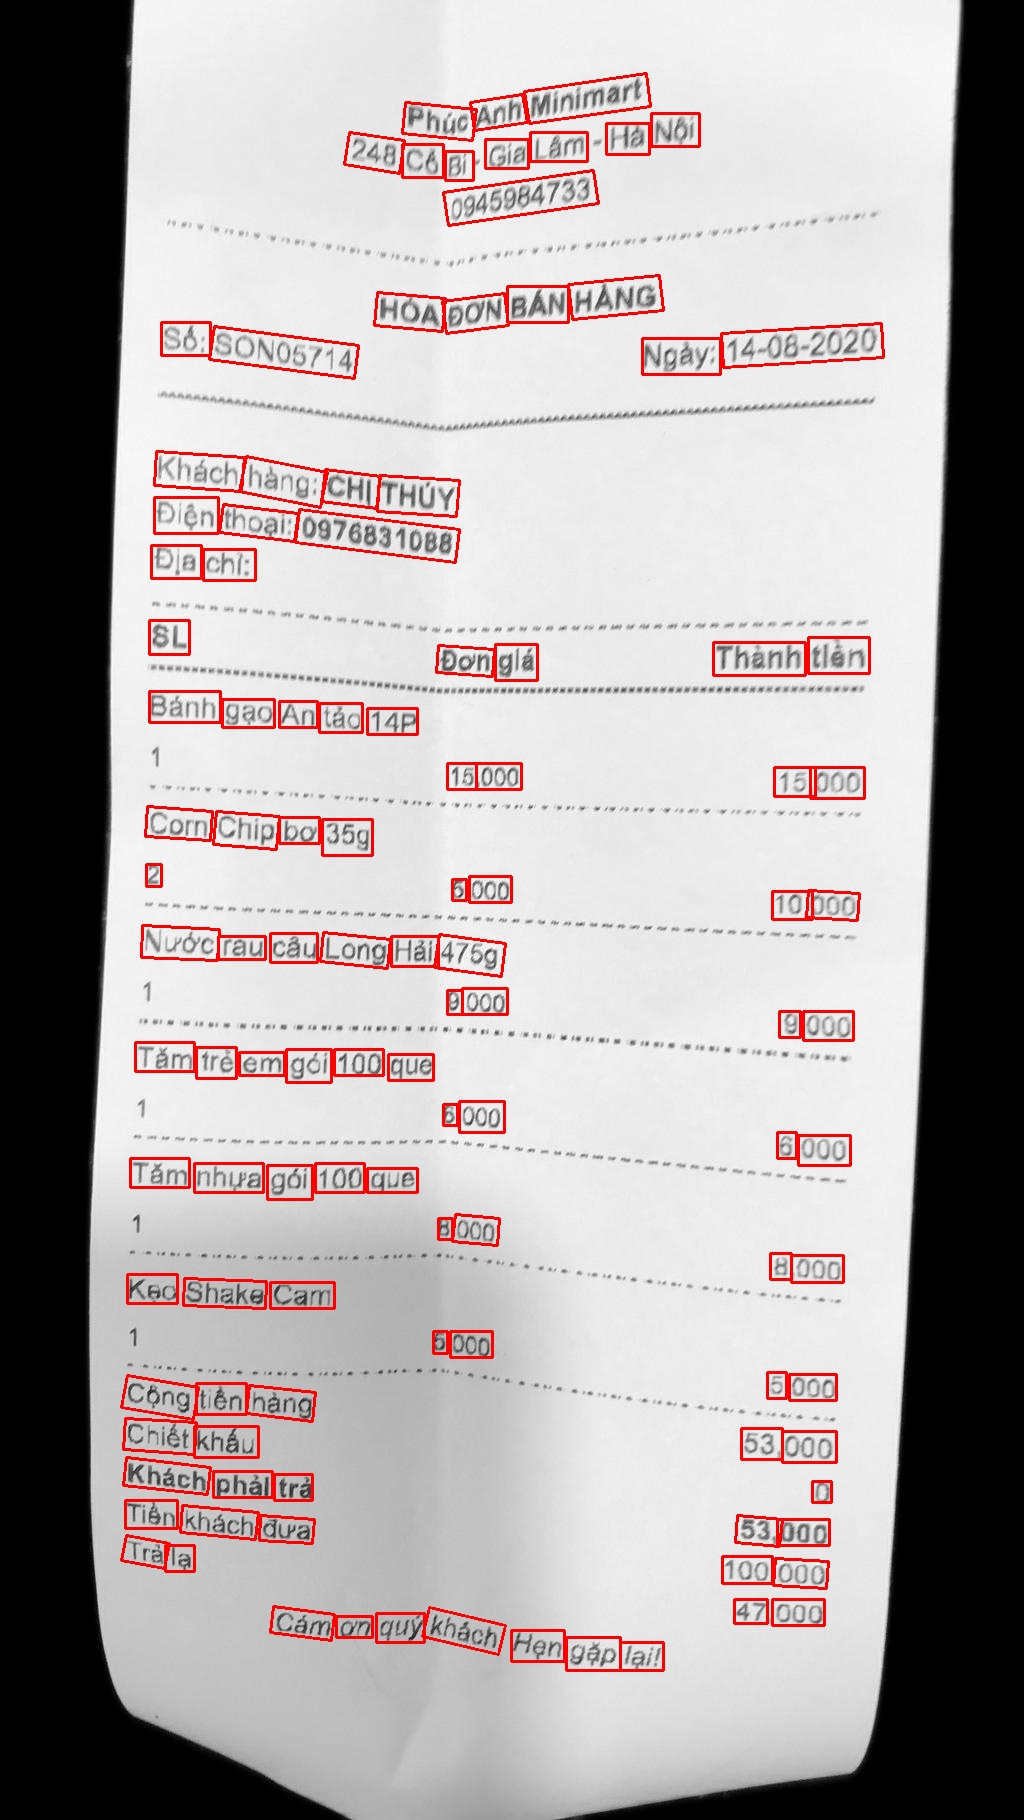 Phúc Anh Minimart
248 Cổ Bi - Gia Lâm - Hà Nội
0945984733
HÓA ĐƠN BÁN HÀNG
Số: SON05714 Ngày: 14-08-2020
Khách hàng: CHỊ THÚY
Điện thoại: 0976831088
Địa chỉ:
SL Đơn giá Thành tiền
Bánh gạo An táo 14P
1 15,000 15,000
Corn Chip bơ 35g
2 5,000 10,000
Nước rau câu Long Hải 475g
1 9,000 9,000
Tăm trẻ em gói 100 que
1 6,000 6,000
Tăm nhựa gói 100 que
1 8,000 8,000
Kẹo Shake Cam
1 5,000 5,000
Cộng tiền hàng 53,000
Chiết khấu 0
Khách phải trả 53,000
Tiền khách đưa 100,000
Trả lạ 47,000
Cám ơn quý khách Hẹn gặp lại!